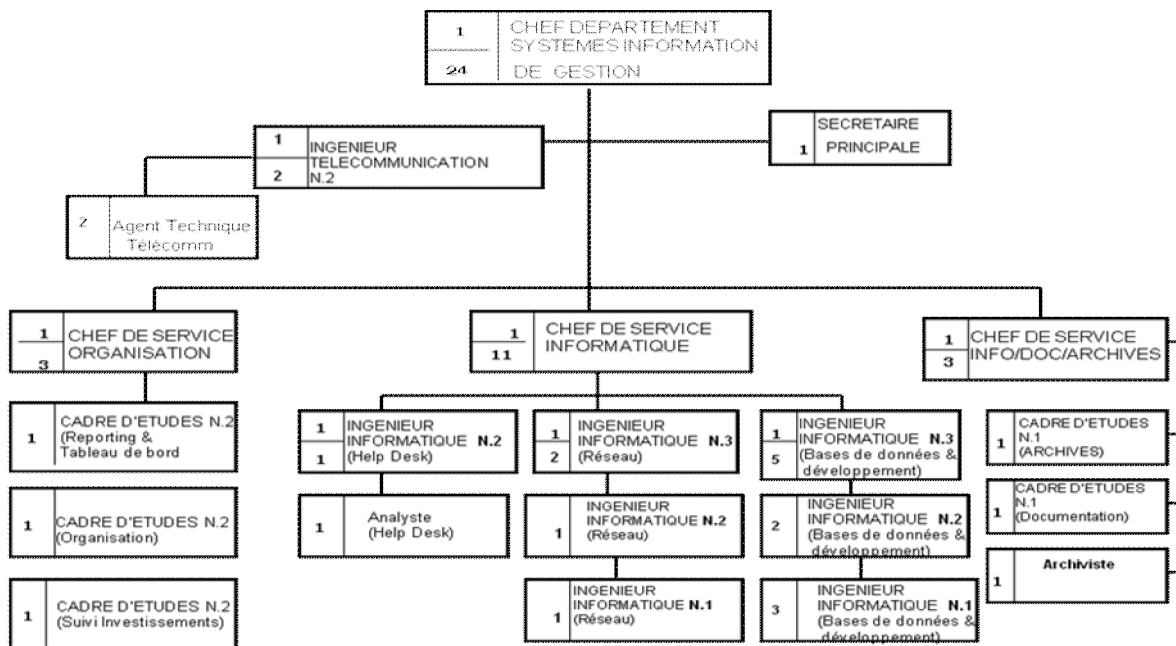 1
CHEF DEPARTEMENT
SYSTEMES INFORMATION
24
DE GESTION
1
INGENIEUR
TELECOMMUNICATION
2
N.2
SECRETAIRE
1
PRINCIPALE
2
Agent Technique
Télécomm
1
CHEF DE SERVICE
ORGANISATION
3
1
CHEF DE SERVICE
INFORMATIQUE
11
1
CHEF DE SERVICE
INFO/DOC/ARCHIVES
3
1
CADRE D'ETUDES N.2
(Reporting &
Tableau de bord
1
CADRE D'ETUDES N.2
(Organisation)
1
CADRE D'ETUDES N.2
(Suivi Investissements)
1
INGENIEUR
INFORMATIQUE N.2
1
(Help Desk)
1
Analyste
(Help Desk)
1
INGENIEUR
INFORMATIQUE N.3
2
(Réseau)
INGENIEUR
INFORMATIQUE N.2
1
(Réseau)
INGENIEUR
INFORMATIQUE N.1
1
(Réseau)
1
INGENIEUR
INFORMATIQUE N.3
5
(Bases de données &
développement)
INGENIEUR
2
INFORMATIQUE N.2
(Bases de données &
développement)
INGENIEUR
3
INFORMATIQUE N.1
(Bases de données &
développement)
CADRE D'ETUDES
1
N.1
(ARCHIVES)
CADRE D'ETUDES
N.1
1
(Documentation)
Archiviste
1